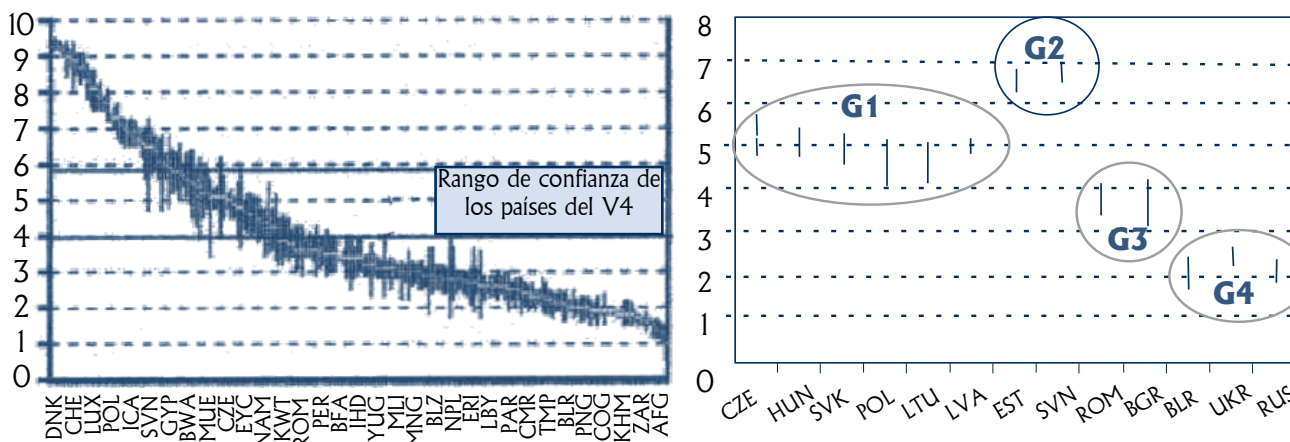 10
9
8
7
6
5
4
3
2
1
0
Rango de confianza de
los países del V4
DNK
CHE
LUX
POL
ICA
SVN
GYP
BWA
MUE
CZE
EYC
NAM
KWT
ROM
PER
BFA
IHD
YUG
MLI
MNG
BLZ
NPL
ERI
LBY
PAR
CMR
TMP
BLR
PNG
COG
KHM
ZAR
AFG
8
7
6
5
4
3
2
1
0
G1
G2
G3
G4
CZE
HUN
SVK
POL
LTU
LVA
EST
SVN
ROM
BGR
BLR
UKR
RUS